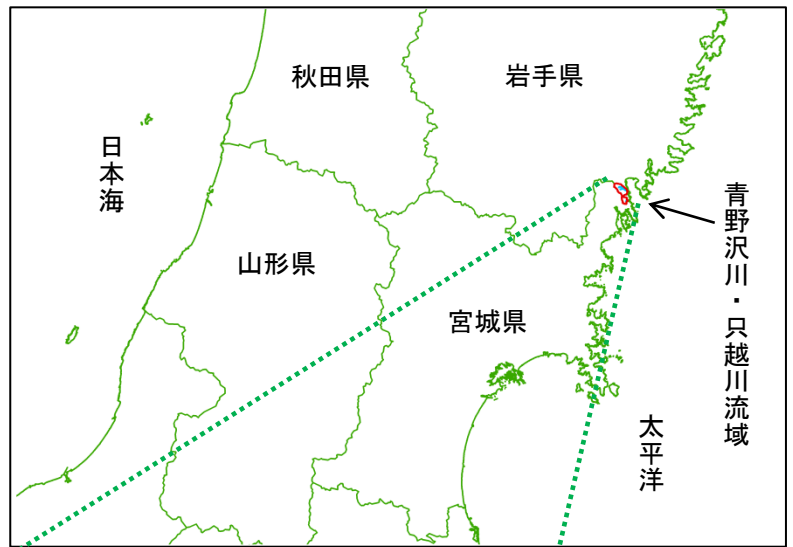 秋田県
岩手県
日本海
山形県
宮城県
青野沢川・只越川流域
太平洋